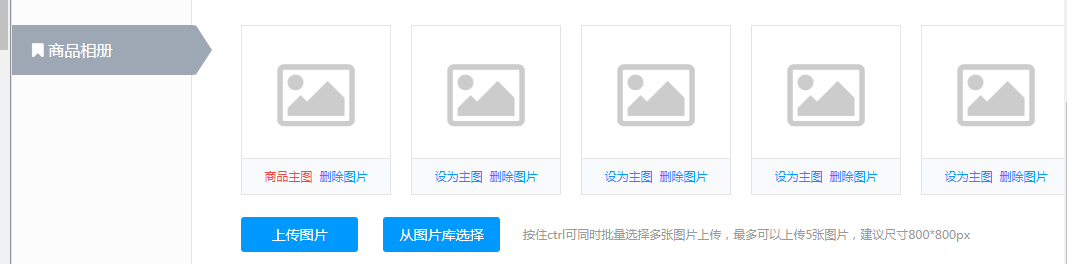 商品相册
商品主图 删除图片 设为主图 删除图片 设为主图 删除图片 设为主图 删除图片 设为主图 删除图片
上传图片 从图片库选择 按住ctrl可同时批量选择多张图片上传，最多可以上传5张图片，建议尺寸800*800px